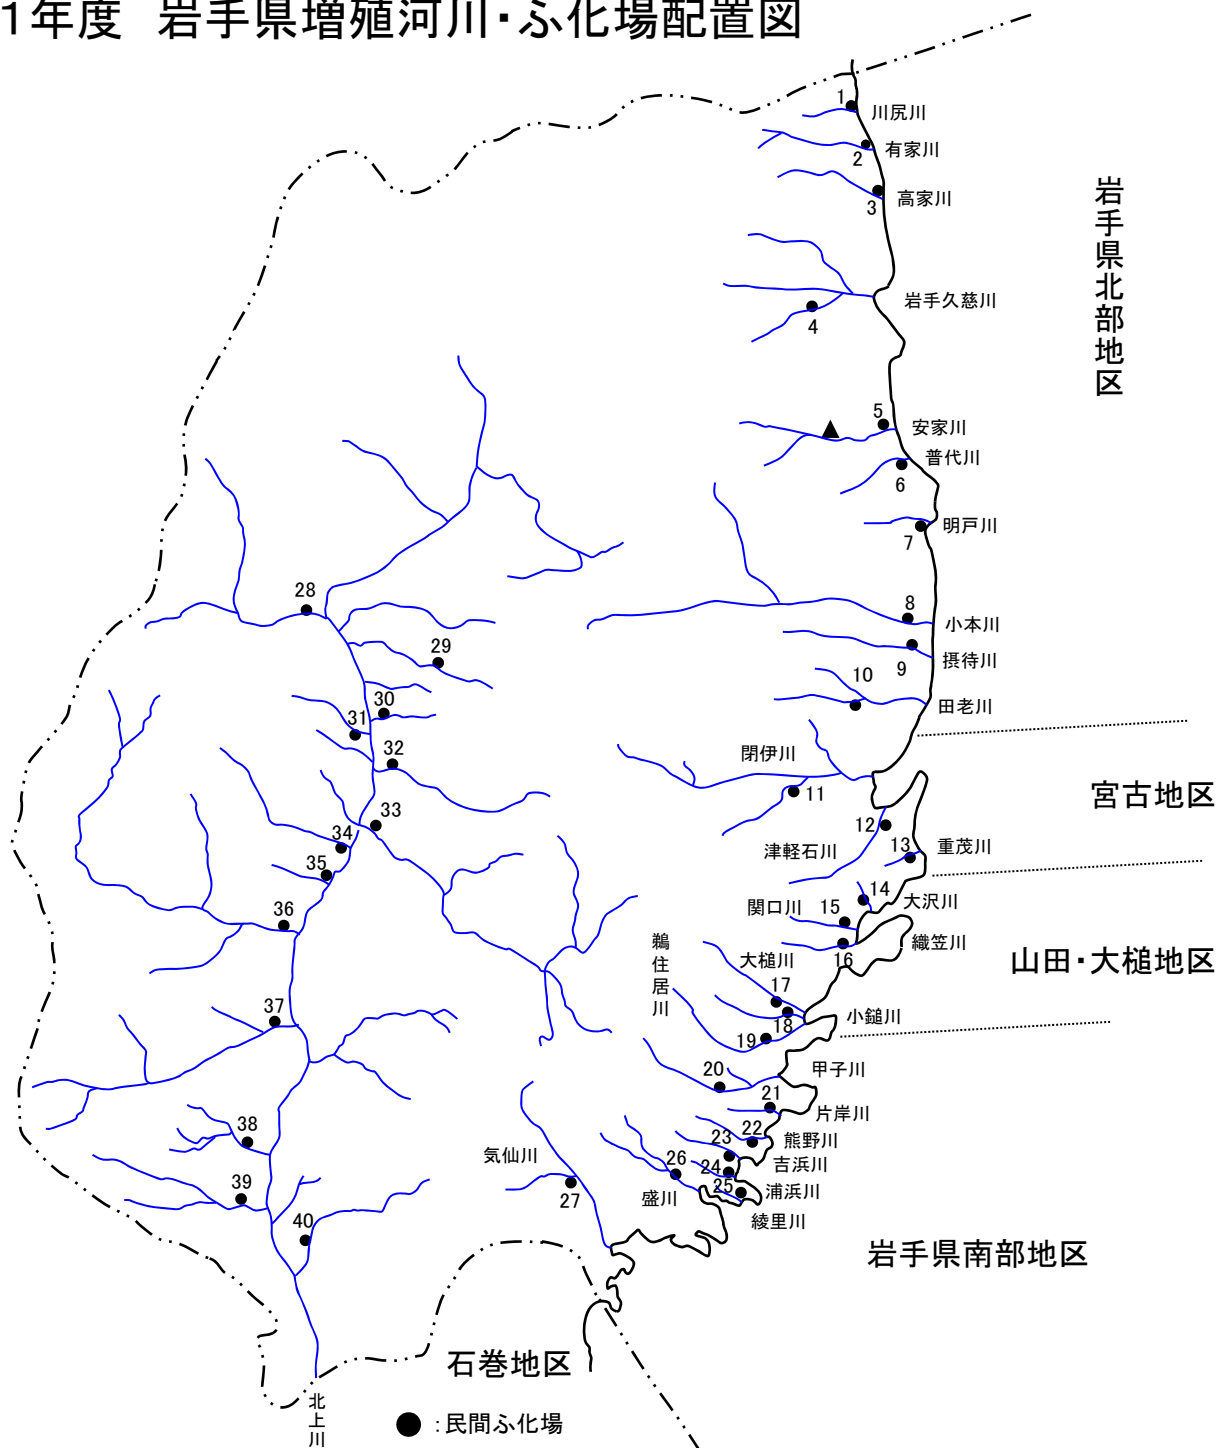 1年度 岩手県増殖河川・ふ化場配置図
1
川尻川
2
有家川
3
高家川
岩手県北部地区
岩手久慈川
4
5
安家川
普代川
6
明戸川
7
28
8
小本川
29
9
摂待川
10
30
田老川
31
閉伊川
32
11
宮古地区
33
12
34
13
重茂川
津軽石川
35
14
大沢川
関口川
15
36
織笠川
16
鵜住居川
大槌川
山田・大槌地区
17
37
小鎚川
18
19
甲子川
20
21
片岸川
38
22
熊野川
23
気仙川
吉浜川
26
24
39
25
浦浜川
盛川
27
綾里川
40
岩手県南部地区
石巻地区
北上川
●:民間ふ化場